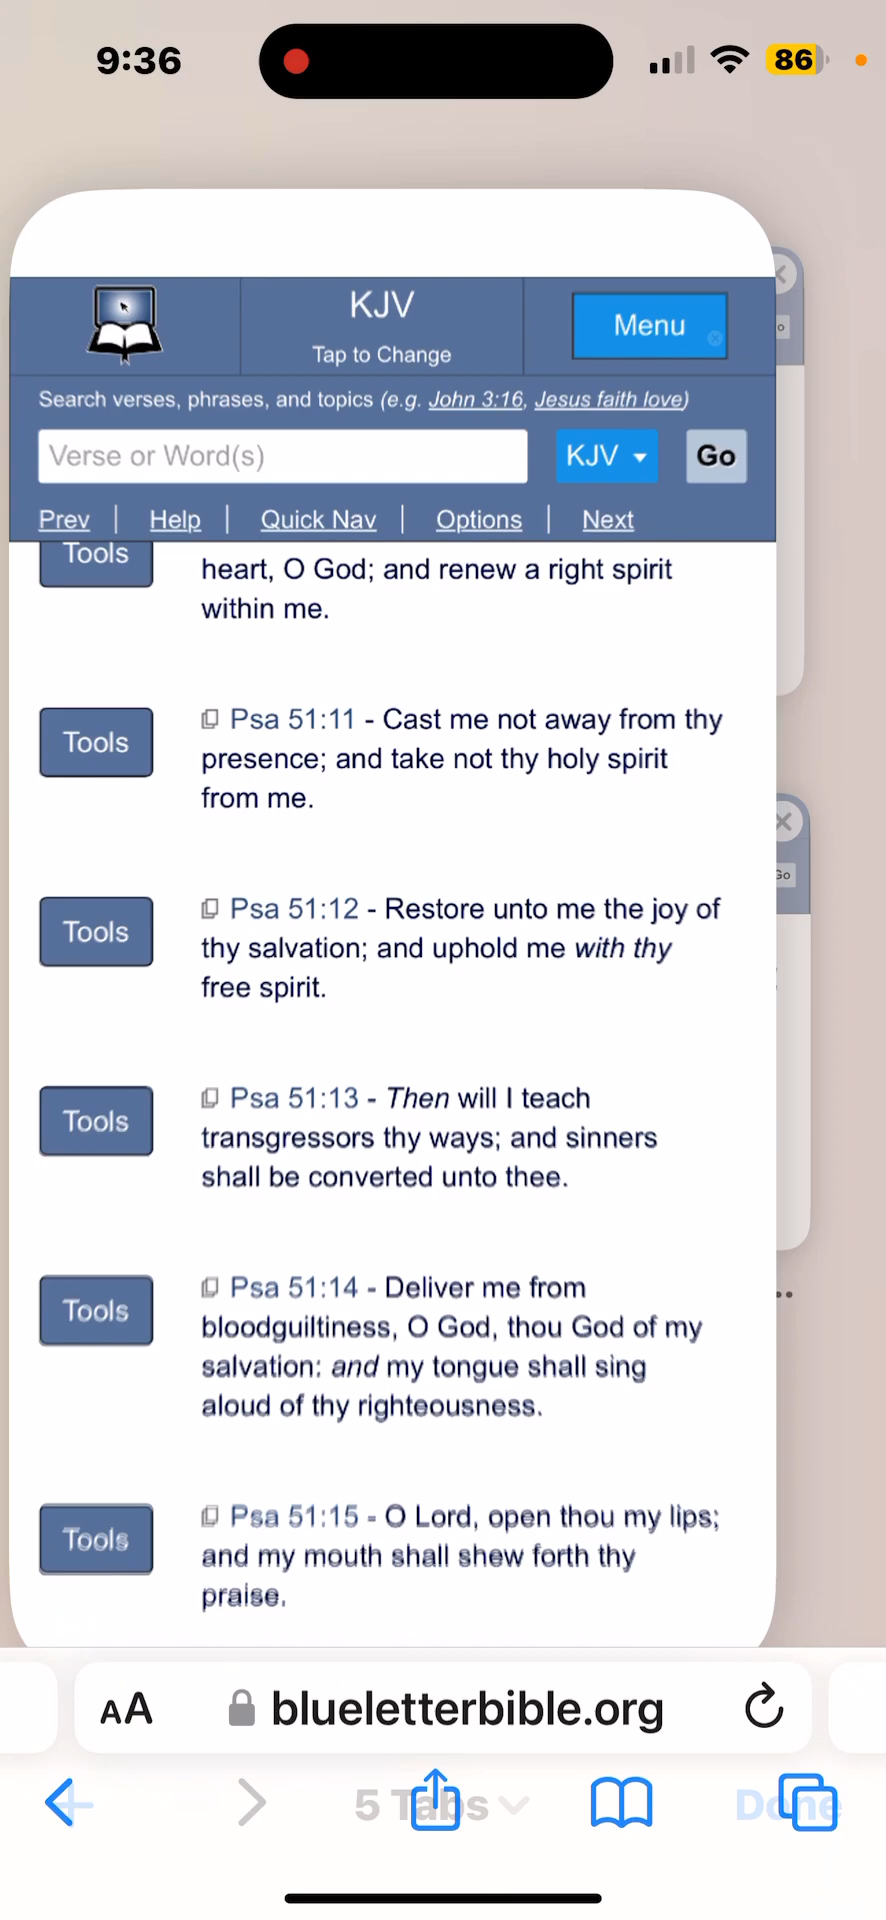 9:36
86
KJV
Tap to Change
Menu
Search verses, phrases, and topics (e.g. John 3:16, Jesus faith love)
Verse or Word(s)
KJV
Go
Prev | Help | Quick Nav | Options | Next
Tools
heart, O God; and renew a right spirit
within me.
Tools
Psa 51:11 - Cast me not away from thy
presence; and take not thy holy spirit
from me.
Tools
Psa 51:12 - Restore unto me the joy of
thy salvation; and uphold me with thy
free spirit.
Tools
Psa 51:13 - Then will I teach
transgressors thy ways; and sinners
shall be converted unto thee.
Tools
Psa 51:14 - Deliver me from
bloodguiltiness, O God, thou God of my
salvation: and my tongue shall sing
aloud of thy righteousness.
Tools
Psa 51:15 - O Lord, open thou my lips;
and my mouth shall shew forth thy
praise.
AA
blueletterbible.org
5 Tabs
Done